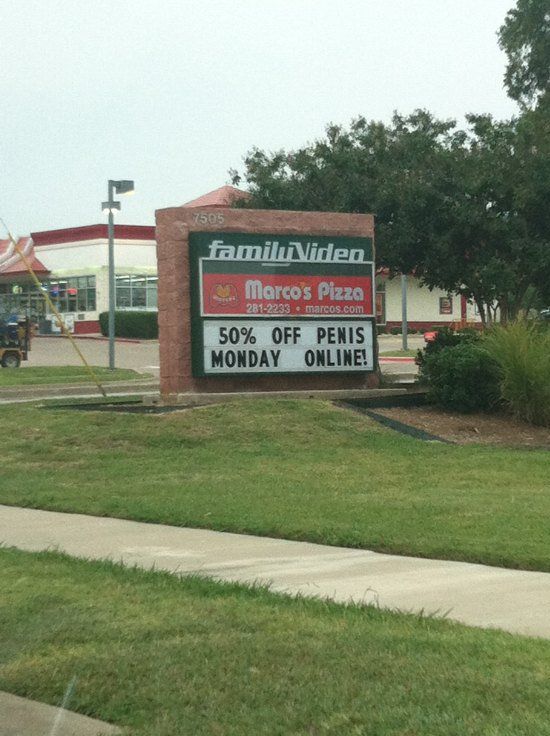 7505
familyVideo
Marco's Pizza
281-2233 • marcos.com
50% OFF PENIS
MONDAY ONLINE!